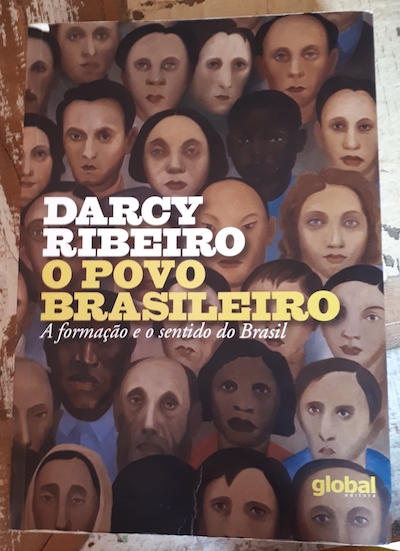 DARCY
RIBEIRO
O POVO
BRASILEIRO
A formação e o sentido do Brasil
global
editora